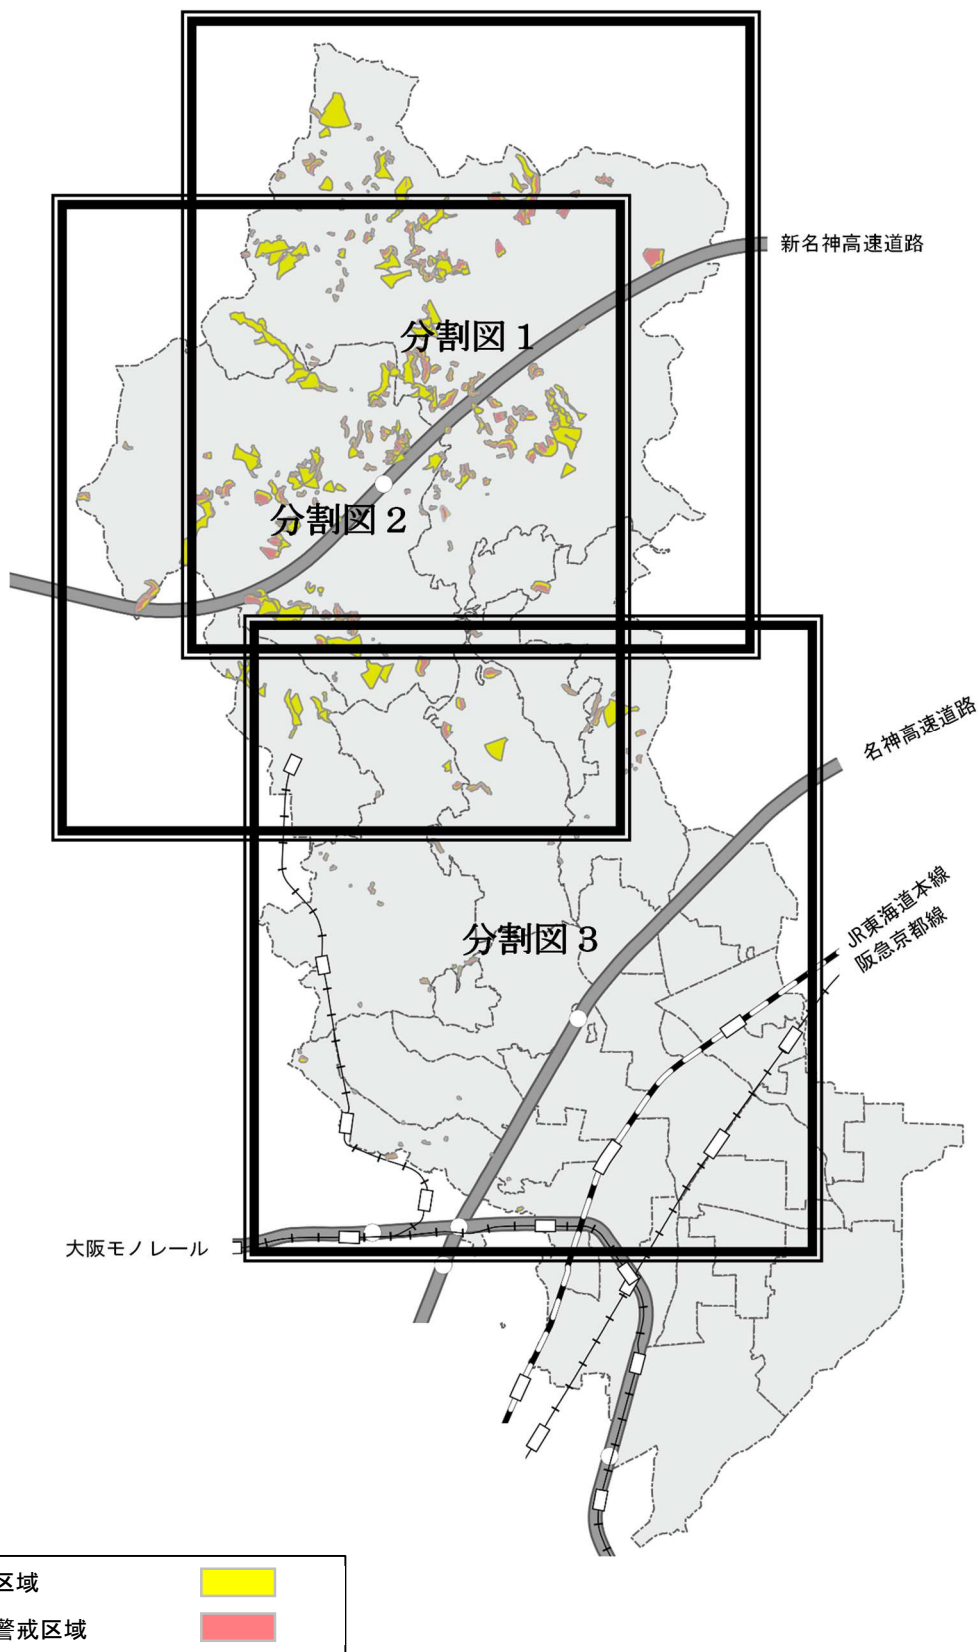 新名神高速道路
分割図１
分割図２
名神高速道路
JR東海道本線
阪急京都線
分割図３
大阪モノレール
区域
警戒区域